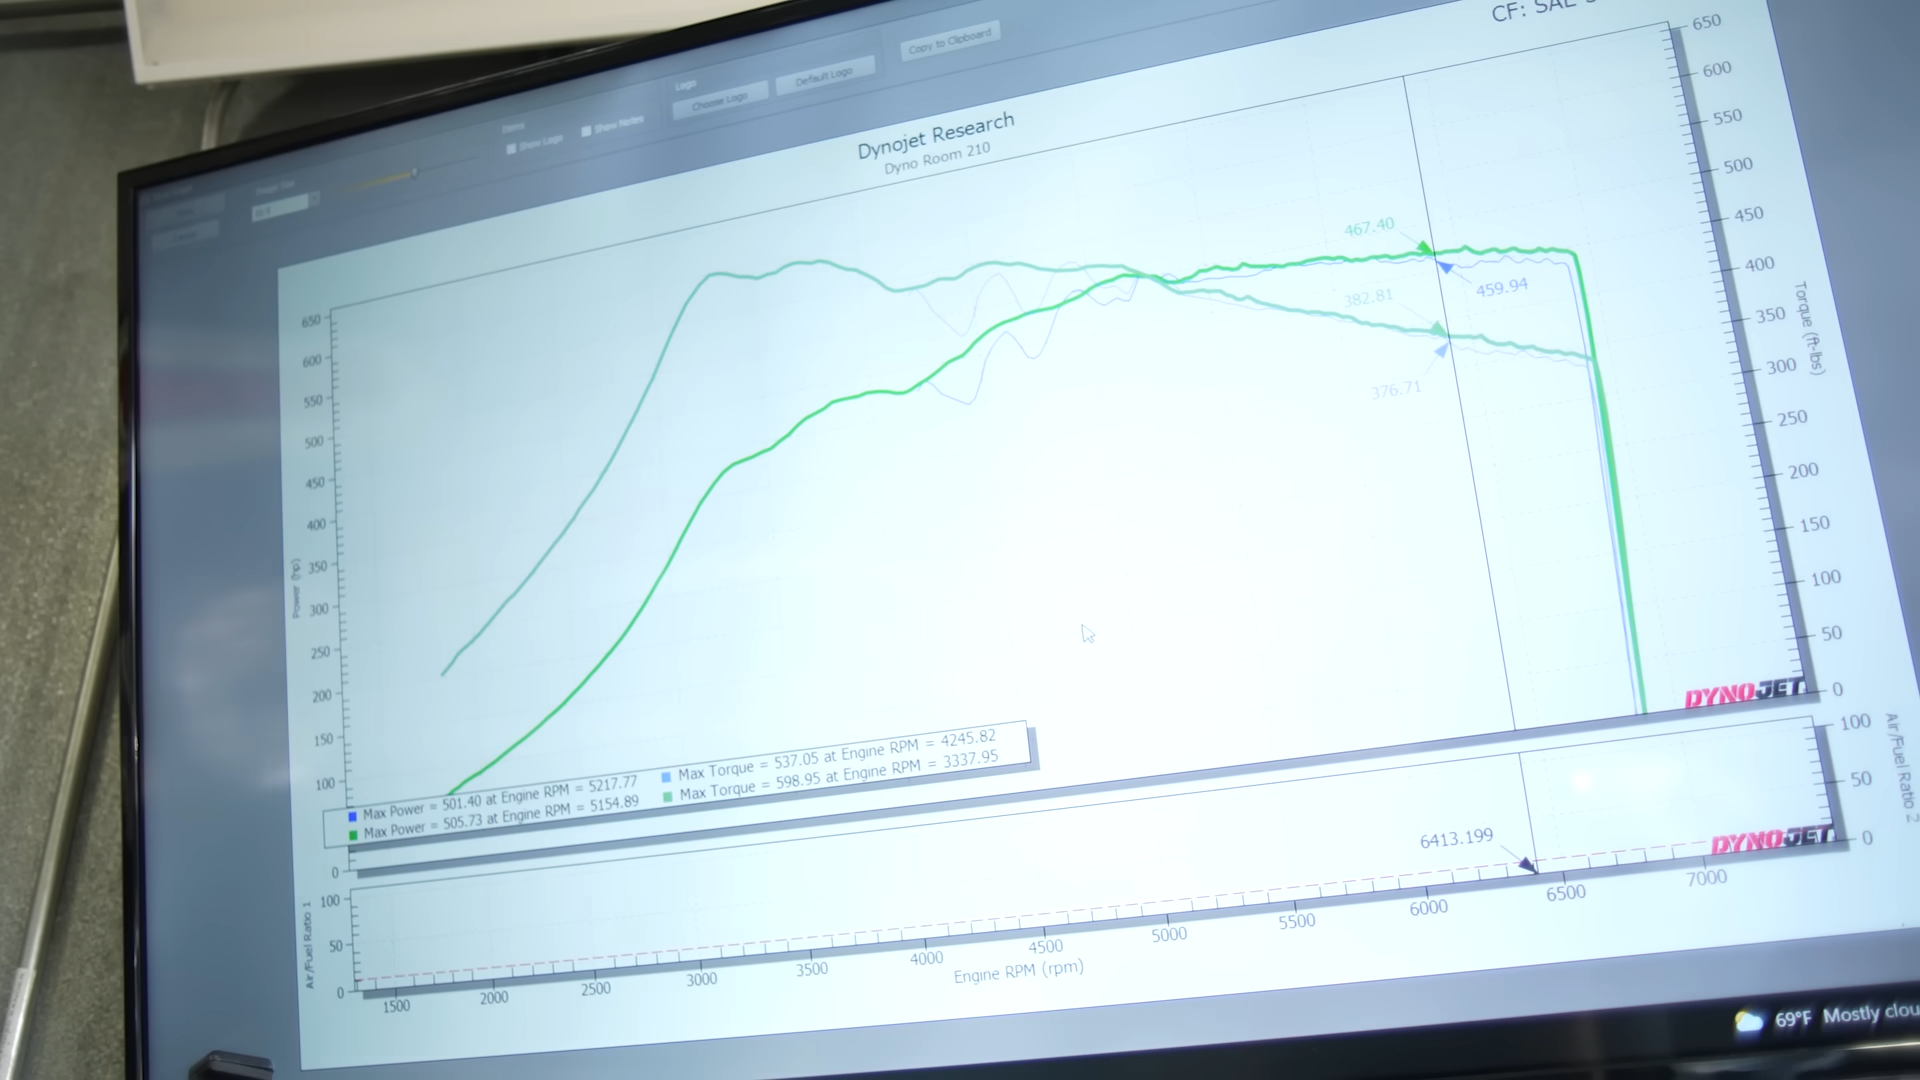 Logo
Choose Logo
Default Logo
Copy to Clipboard
Items
Show Logo
Show Notes
Dynojet Research
Dyno Room 210
CF: SAE
650
600
550
500
450
400
350
300
250
200
150
100
0
Power (hp)
650
600
550
500
450
400
350
300
250
200
150
100
50
0
Torque (ft-lbs)
467.40
459.94
382.81
376.71
Max Power = 501.40 at Engine RPM = 5217.77
Max Torque = 537.05 at Engine RPM = 4245.82
Max Power = 505.73 at Engine RPM = 5154.89
Max Torque = 598.95 at Engine RPM = 3337.95
DYNOJET
100
50
0
Air/Fuel Ratio 1
100
50
0
Air/Fuel Ratio 2
6413.199
DYNOJET
1500
2000
2500
3000
3500
4000
4500
5000
5500
6000
6500
7000
Engine RPM (rpm)
69°F Mostly clou